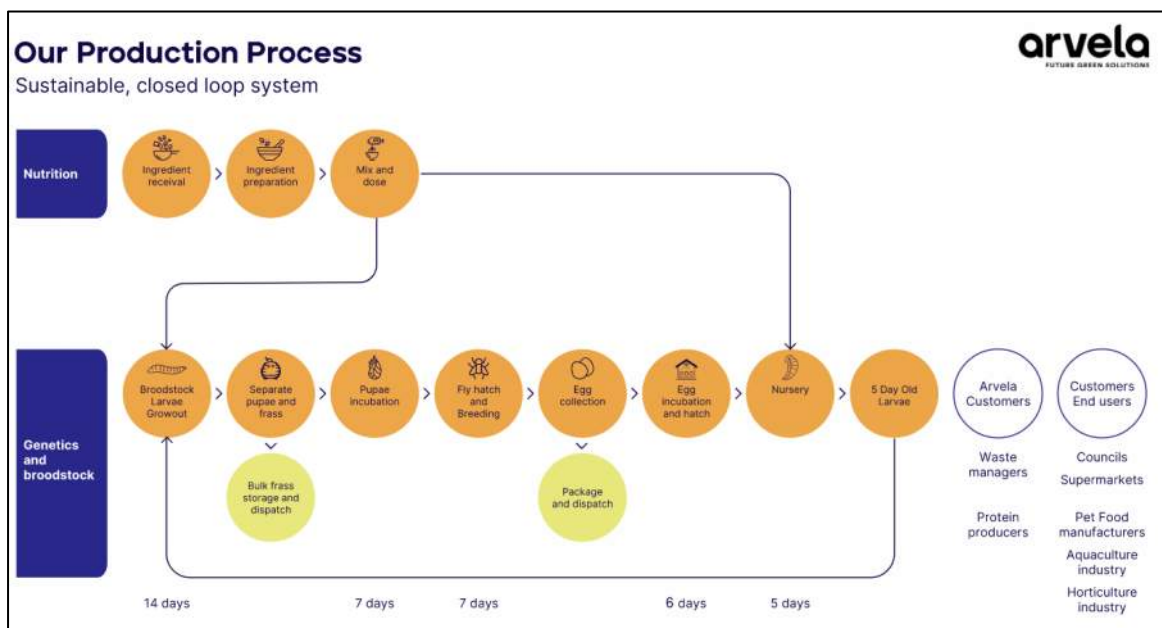 Our Production Process
Sustainable, closed loop system
arvela
FUTURE GREEN SOLUTIONS
Nutrition
Ingredient
receival
Ingredient
preparation
Mix and
dose
Genetics
and
broodstock
Broodstock
Larvae
Growout
Separate
pupae and
frass
Pupae
incubation
Fly hatch
and
Breeding
Egg
collection
Egg
incubation
and hatch
Nursery
5 Day Old
Larvae
Arvela
Customers
Customers
End users
Bulk frass
storage and
dispatch
Package
and dispatch
Waste
managers
Protein
producers
Councils
Supermarkets
Pet Food
manufacturers
Aquaculture
industry
Horticulture
industry
14 days
7 days
7 days
6 days
5 days